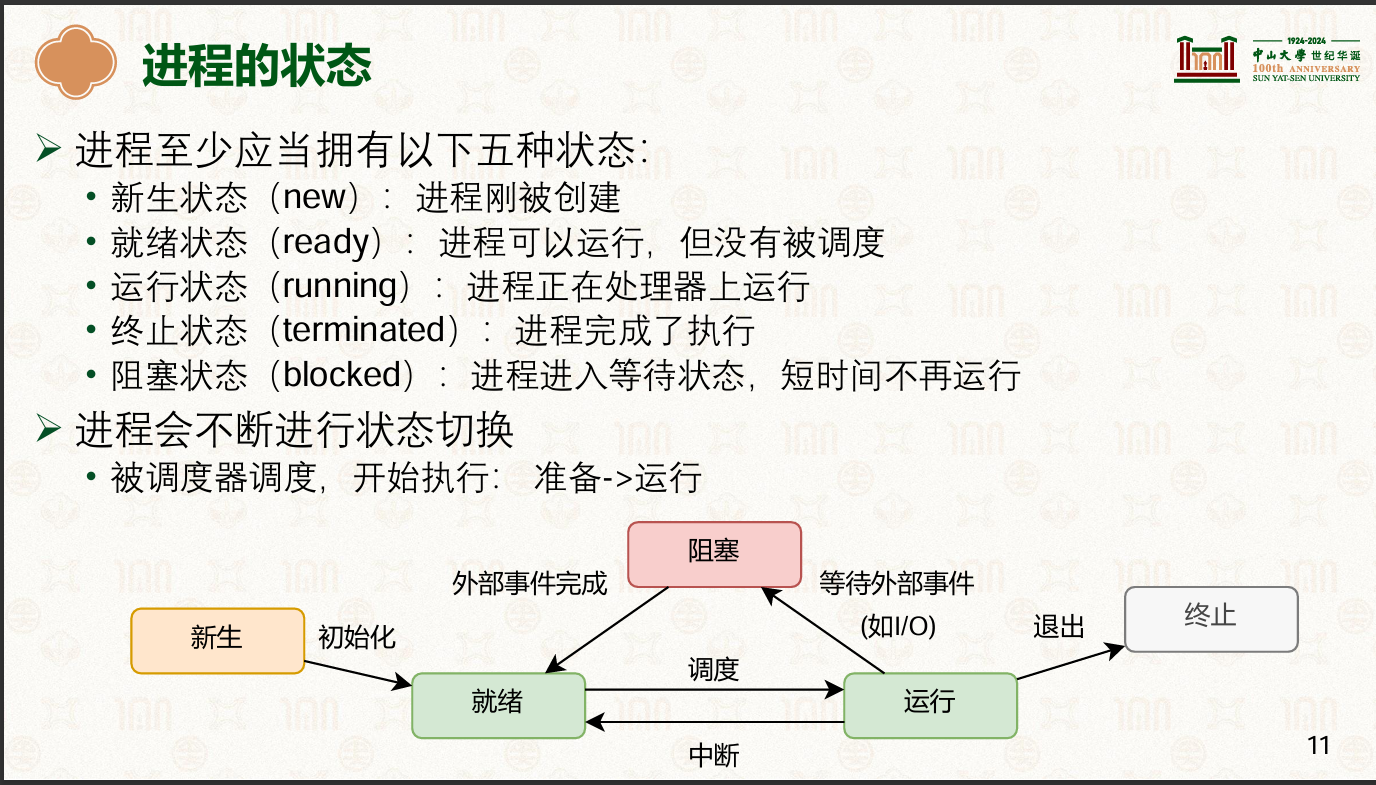 进程的状态
1924-2024
中山大学 世纪华诞
100th ANNIVERSARY
SUN YAT-SEN UNIVERSITY
进程至少应当拥有以下五种状态：
• 新生状态（new）：进程刚被创建
• 就绪状态（ready）：进程可以运行，但没有被调度
• 运行状态（running）：进程正在处理器上运行
• 终止状态（terminated）：进程完成了执行
• 阻塞状态（blocked）：进程进入等待状态，短时间不再运行
进程会不断进行状态切换
• 被调度器调度，开始执行：准备->运行
阻塞
外部事件完成
等待外部事件
(如I/O)
新生
初始化
退出
终止
就绪
调度
运行
中断
11